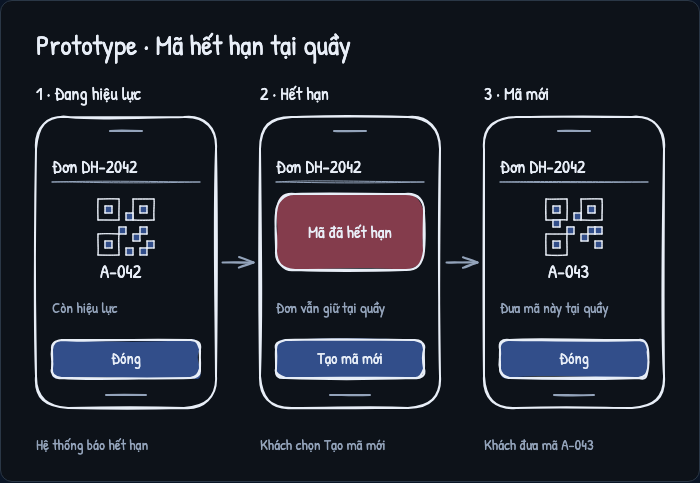 Prototype · Mã hết hạn tại quầy
1 · Đang hiệu lực
Đơn DH-2042
A-042
Còn hiệu lực
Đóng
Hệ thống báo hết hạn
2 · Hết hạn
Đơn DH-2042
Mã đã hết hạn
Đơn vẫn giữ tại quầy
Tạo mã mới
Khách chọn Tạo mã mới
3 · Mã mới
Đơn DH-2042
A-043
Đưa mã này tại quầy
Đóng
Khách đưa mã A-043